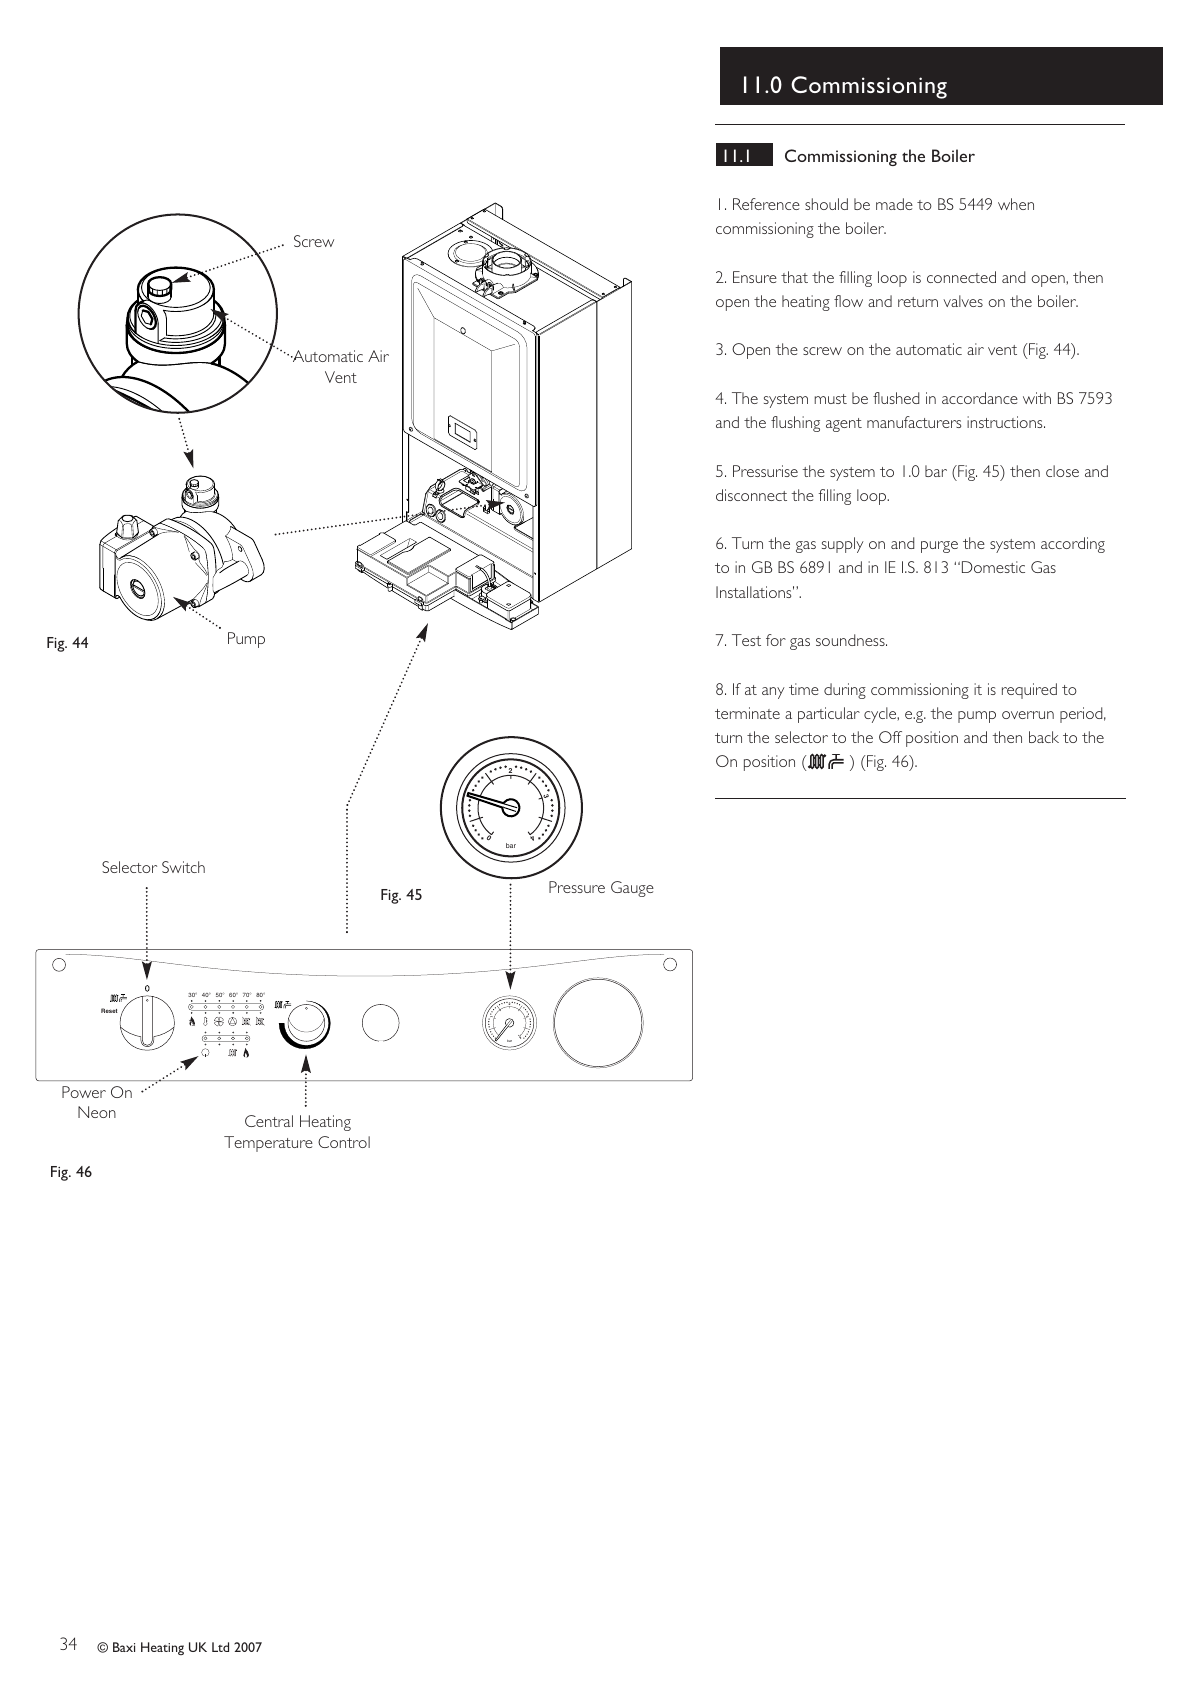 11.0 Commissioning
11.1 Commissioning the Boiler
1. Reference should be made to BS 5449 when
commissioning the boiler.
2. Ensure that the filling loop is connected and open, then
open the heating flow and return valves on the boiler.
3. Open the screw on the automatic air vent (Fig. 44).
4. The system must be flushed in accordance with BS 7593
and the flushing agent manufacturers instructions.
5. Pressurise the system to 1.0 bar (Fig. 45) then close and
disconnect the filling loop.
6. Turn the gas supply on and purge the system according
to in GB BS 6891 and in IE I.S. 813 “Domestic Gas
Installations”.
7. Test for gas soundness.
8. If at any time during commissioning it is required to
terminate a particular cycle, e.g. the pump overrun period,
turn the selector to the Off position and then back to the
On position ( ) (Fig. 46).
Screw
Automatic Air
Vent
Pump
Fig. 44
0 2 3 4
bar
Fig. 45
Pressure Gauge
Selector Switch
0
Reset
30° 40° 50° 60° 70° 80°
bar
Power On
Neon
Central Heating
Temperature Control
Fig. 46
34 © Baxi Heating UK Ltd 2007